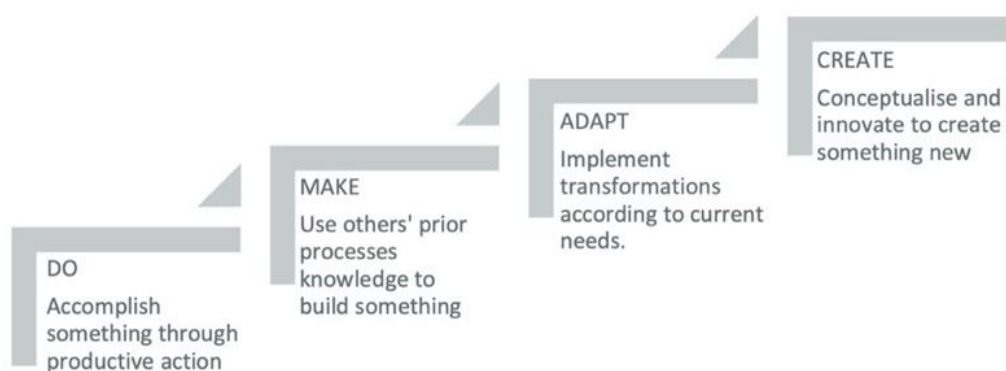 DO
Accomplish
something through
productive action
MAKE
Use others' prior
processes
knowledge to
build something
ADAPT
Implement
transformations
according to current
needs.
CREATE
Conceptualise and
innovate to create
something new